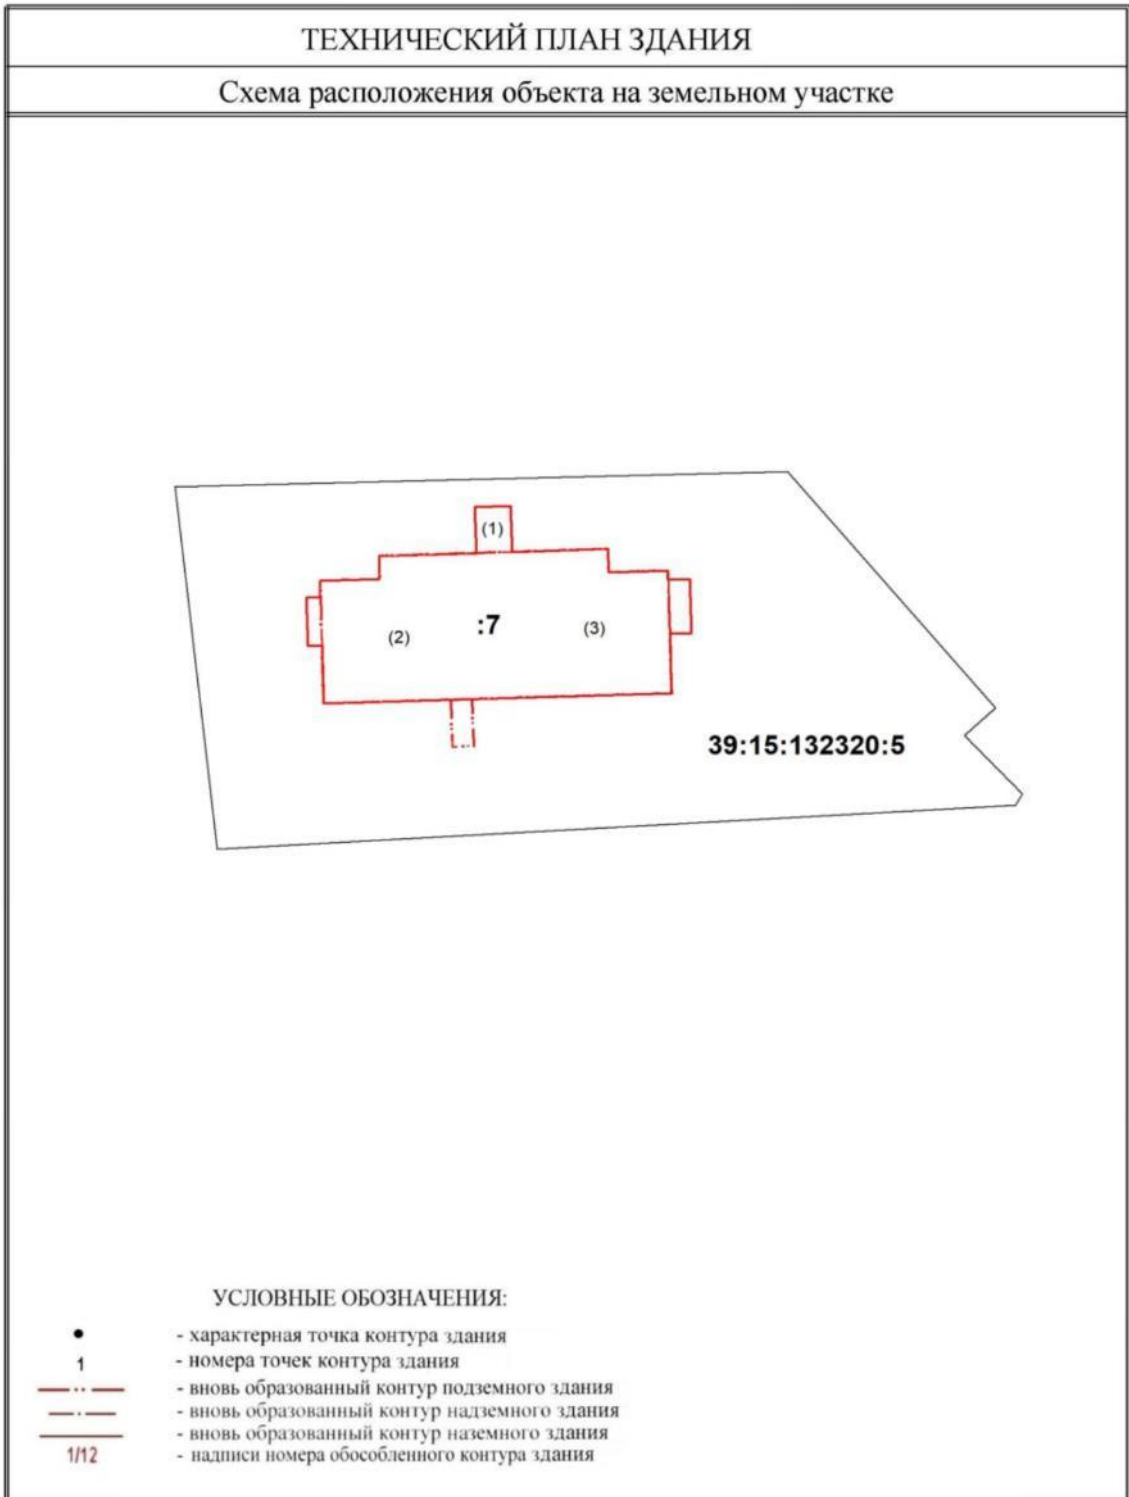 ТЕХНИЧЕСКИЙ ПЛАН ЗДАНИЯ
Схема расположения объекта на земельном участке
(1)
(2)
:7
(3)
39:15:132320:5
УСЛОВНЫЕ ОБОЗНАЧЕНИЯ:
- характерная точка контура здания
1 - номера точек контура здания
- вновь образованный контур подземного здания
- вновь образованный контур надземного здания
- вновь образованный контур наземного здания
1/12 - надписи номера обособленного контура здания